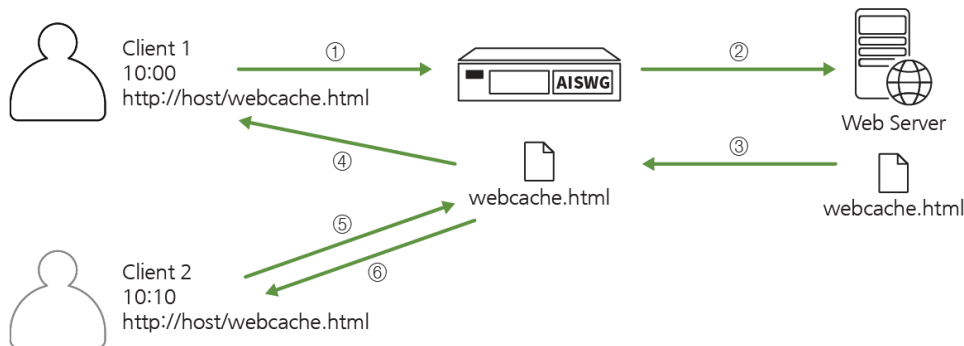 Client 1
10:00
http://host/webcache.html
①
AISWG
②
Web Server
③
webcache.html
④
webcache.html
⑤
⑥
Client 2
10:10
http://host/webcache.html